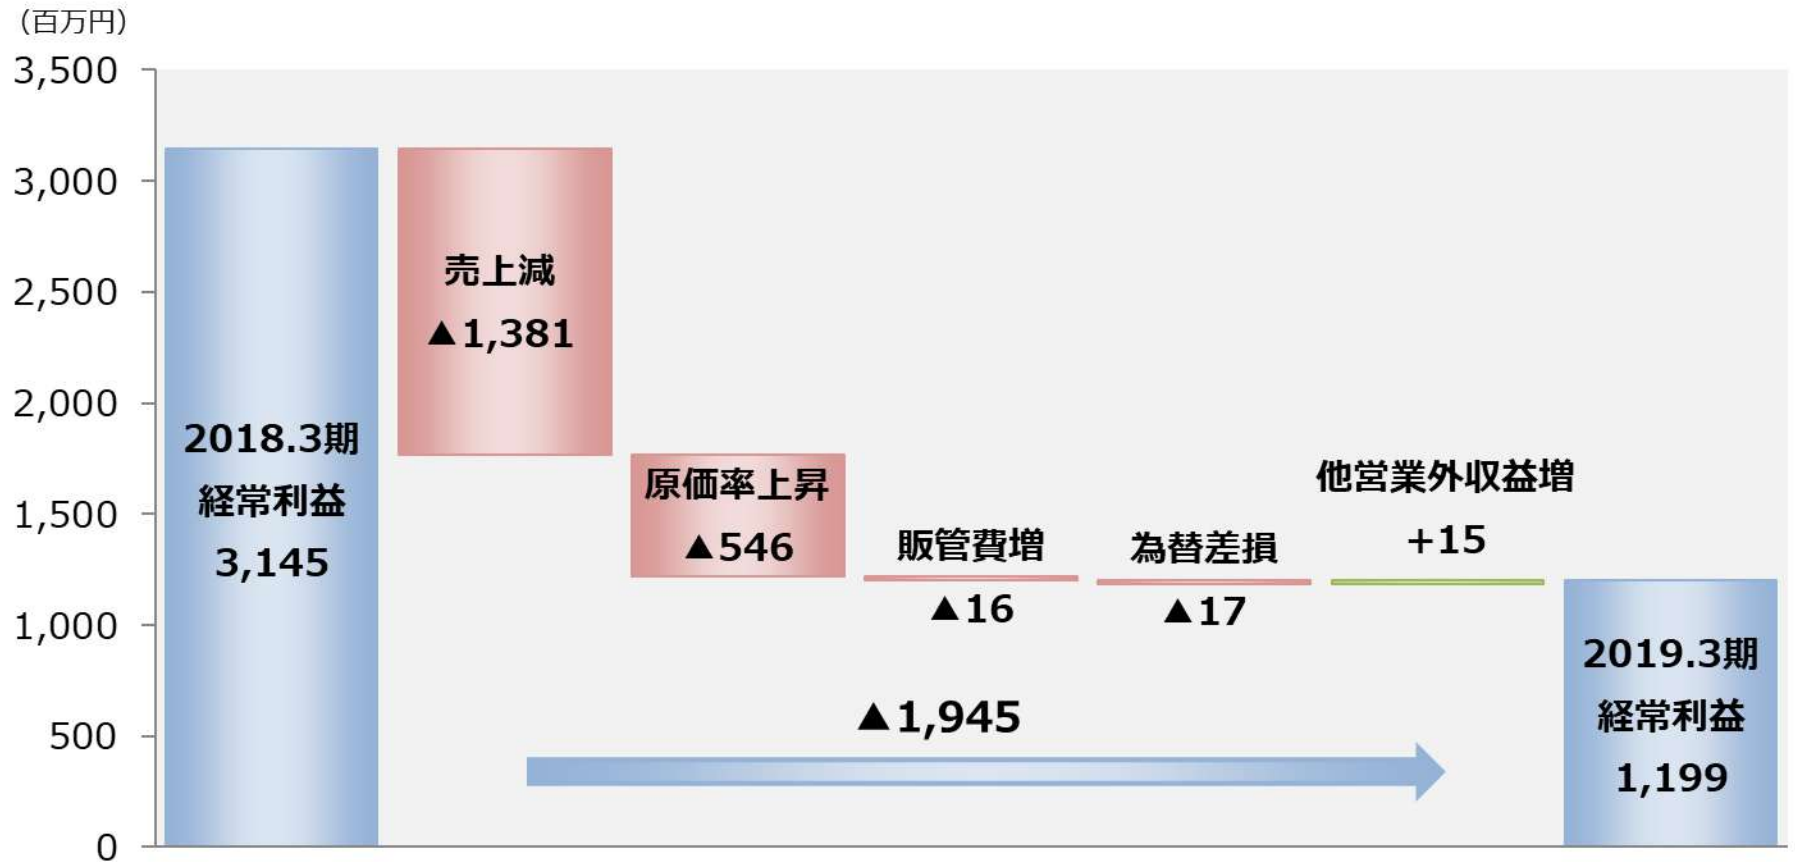 （百万円）
3,500
3,000
2,500
2,000
1,500
1,000
500
0
2018.3期
経常利益
3,145
売上減
▲1,381
原価率上昇
▲546
販管費増
▲16
為替差損
▲17
他営業外収益増
+15
▲1,945
2019.3期
経常利益
1,199